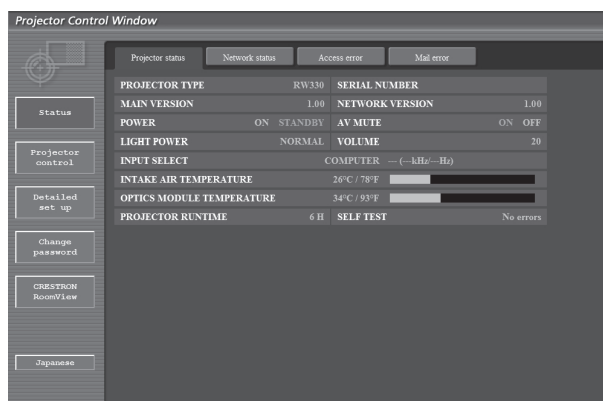 Projector Control Window
Projector status Network status Access error Mail error
PROJECTOR TYPE RW330 SERIAL NUMBER
MAIN VERSION 1.00 NETWORK VERSION 1.00
POWER ON STANDBY AV MUTE ON OFF
LIGHT POWER NORMAL VOLUME 20
INPUT SELECT COMPUTER --- (---kHz/---Hz)
INTAKE AIR TEMPERATURE 26°C / 78°F
OPTICS MODULE TEMPERATURE 34°C / 93°F
PROJECTOR RUNTIME 6 H SELF TEST No errors
Status
Projector
control
Detailed
set up
Change
password
CRESTRON
RoomView
Japanese